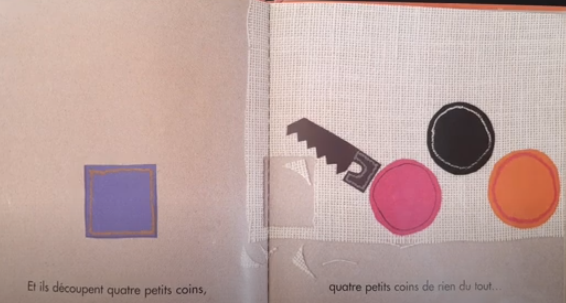 Et ils découpent quatre petits coins,
quatre petits coins de rien du tout...